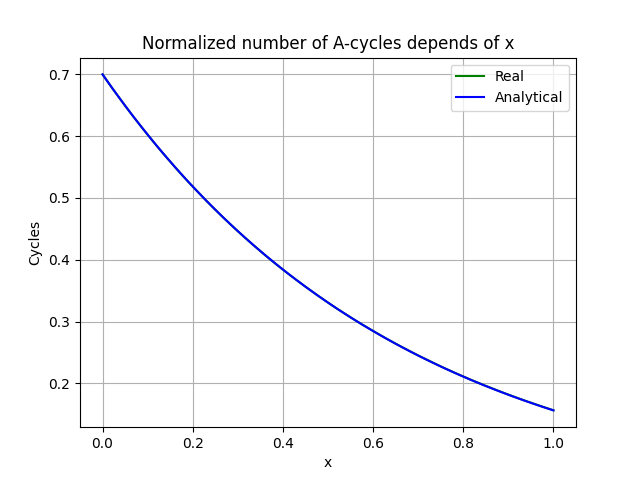 Normalized number of A-cycles depends of x
Real
Analytical
Cycles
0.7
0.6
0.5
0.4
0.3
0.2
0.0 0.2 0.4 0.6 0.8 1.0
x